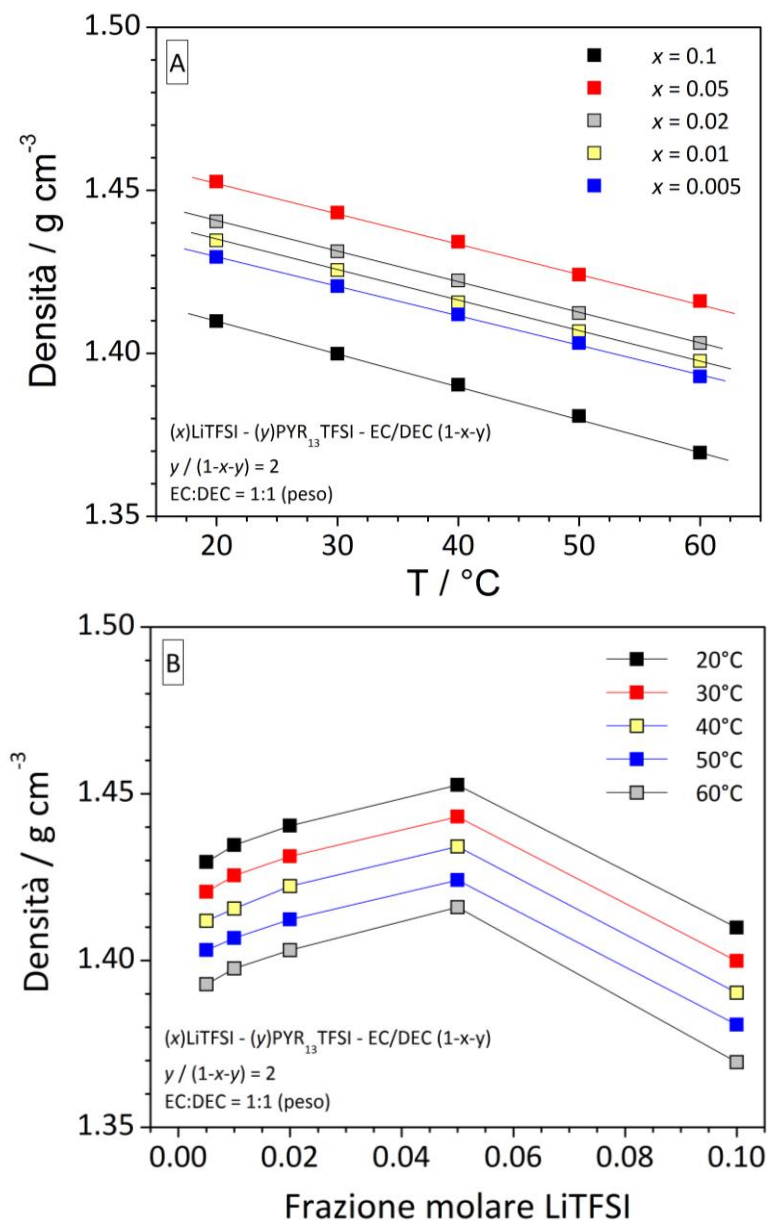 A
1.50
1.45
1.40
1.35
Densità / g cm⁻³
x = 0.1
x = 0.05
x = 0.02
x = 0.01
x = 0.005
(x)LiTFSI - (y)PYR₁₃TFSI - EC/DEC (1-x-y)
y / (1-x-y) = 2
EC:DEC = 1:1 (peso)
20 30 40 50 60
T / °C
B
1.50
1.45
1.40
1.35
Densità / g cm⁻³
20°C
30°C
40°C
50°C
60°C
(x)LiTFSI - (y)PYR₁₃TFSI - EC/DEC (1-x-y)
y / (1-x-y) = 2
EC:DEC = 1:1 (peso)
0.00 0.02 0.04 0.06 0.08 0.10
Frazione molare LiTFSI